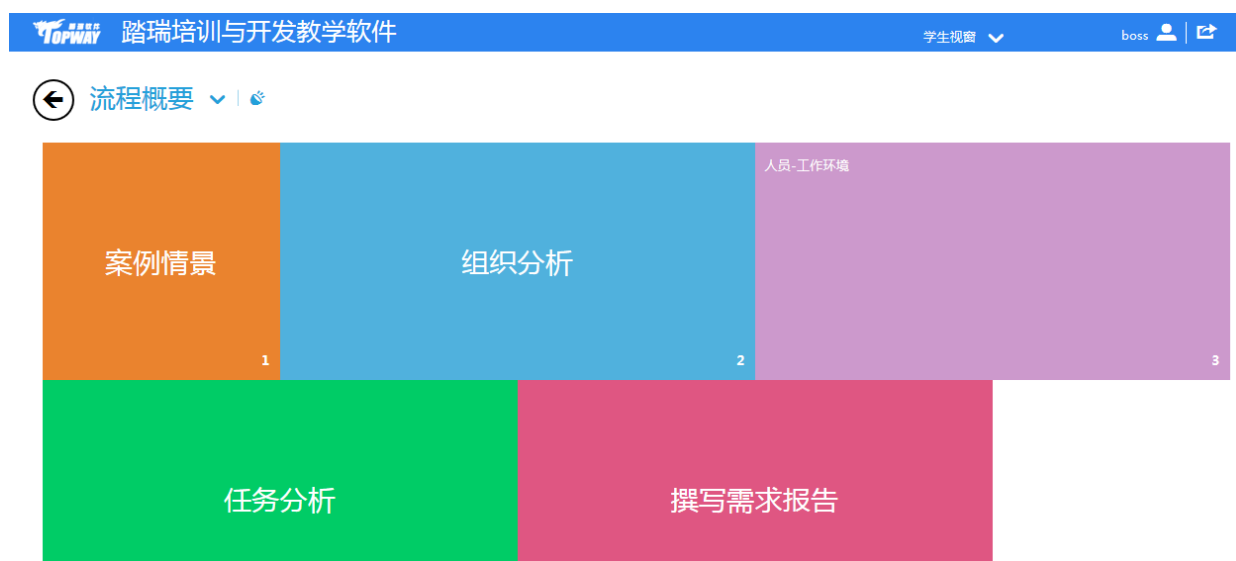 TOPWAY 踏瑞培训与开发教学软件
学生视窗
boss
流程概要
案例情景
1
组织分析
2
人员-工作环境
3
任务分析
撰写需求报告